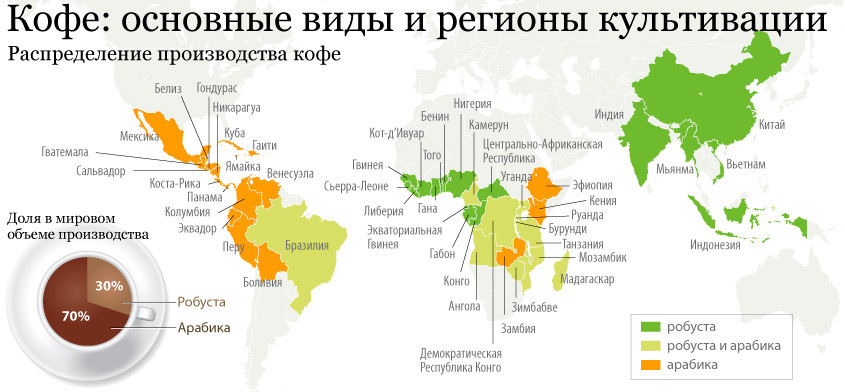 Кофе: основные виды и регионы культивации
Распределение производства кофе
Белиз
Гондурас
Никарагуа
Мексика
Куба
Гаити
Гватемала
Сальвадор
Ямайка
Коста-Рика
Венесуэла
Панама
Колумбия
Эквадор
Перу
Бразилия
Боливия
Нигерия
Бенин
Камерун
Кот-д'Ивуар
Того
Центрально-Африканская
Республика
Гвинея
Уганда
Сьерра-Леоне
Эфиопия
Кения
Либерия
Гана
Руанда
Экваториальная
Гвинея
Бурунди
Танзания
Габон
Мозамбик
Конго
Мадагаскар
Ангола
Зимбабве
Замбия
Демократическая
Республика Конго
Индия
Китай
Мьянма
Вьетнам
Индонезия
Доля в мировом
объеме производства
30%
70%
Робуста
Арабика
робуста
робуста и арабика
арабика